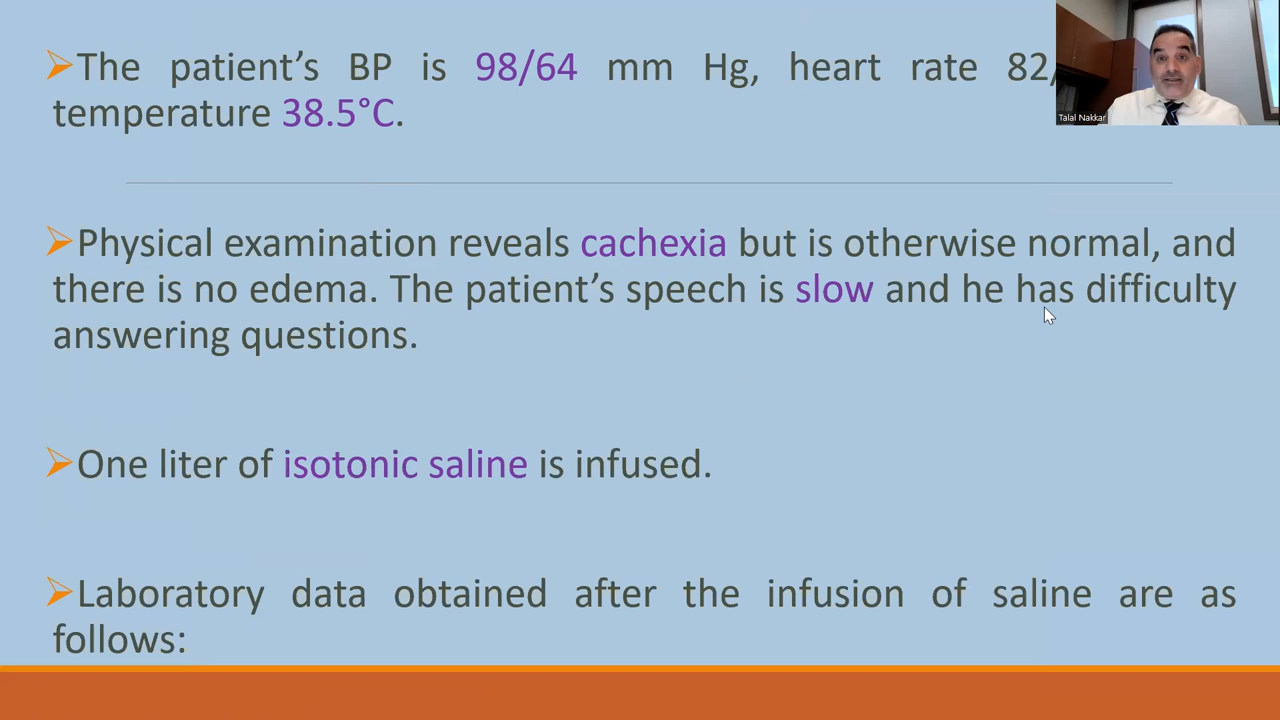 The patient’s BP is 98/64 mm Hg, heart rate 82/
temperature 38.5°C.
Talal Nakkar
Physical examination reveals cachexia but is otherwise normal, and
there is no edema. The patient’s speech is slow and he has difficulty
answering questions.
One liter of isotonic saline is infused.
Laboratory data obtained after the infusion of saline are as
follows: